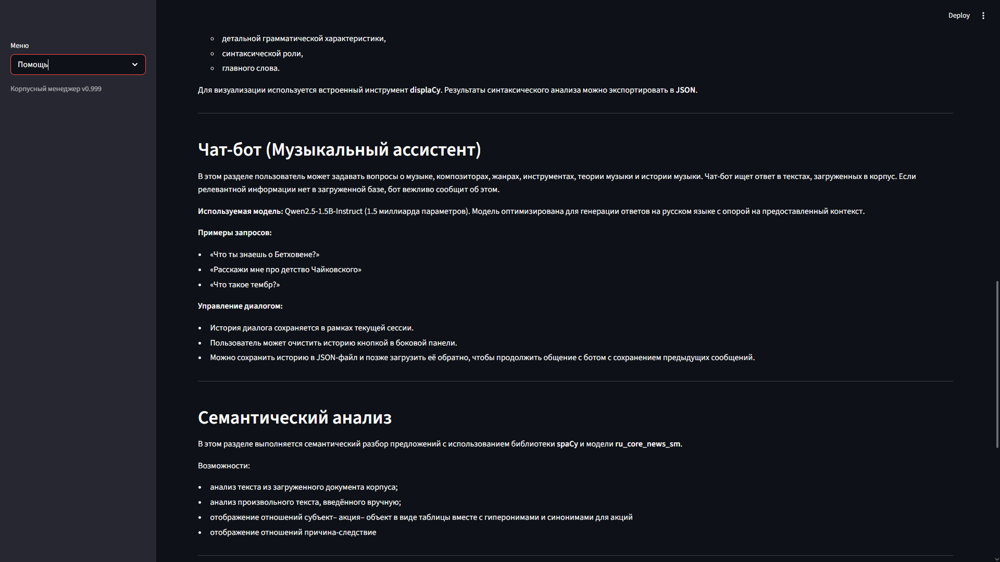 Deploy
Меню
Помощь
Корпусный менеджер v0.999
детальной грамматической характеристики,
синтаксической роли,
главного слова.
Для визуализации используется встроенный инструмент displaCy. Результаты синтаксического анализа можно экспортировать в JSON.
Чат-бот (Музыкальный ассистент)
В этом разделе пользователь может задавать вопросы о музыке, композиторах, жанрах, инструментах, теории музыки и истории музыки. Чат-бот ищет ответ в текстах, загруженных в корпус. Если
релевантной информации нет в загруженной базе, бот вежливо сообщит об этом.
Используемая модель: Qwen2.5-1.5B-Instruct (1.5 миллиарда параметров). Модель оптимизирована для генерации ответов на русском языке с опорой на предоставленный контекст.
Примеры запросов:
• «Что ты знаешь о Бетховене?»
• «Расскажи мне про детство Чайковского»
• «Что такое тембр?»
Управление диалогом:
• История диалога сохраняется в рамках текущей сессии.
• Пользователь может очистить историю кнопкой в боковой панели.
• Можно сохранить историю в JSON-файл и позже загрузить её обратно, чтобы продолжить общение с ботом с сохранением предыдущих сообщений.
Семантический анализ
В этом разделе выполняется семантический разбор предложений с использованием библиотеки spaCy и модели ru_core_news_sm.
Возможности:
• анализ текста из загруженного документа корпуса;
• анализ произвольного текста, введённого вручную;
• отображение отношений субъект– акция– объект в виде таблицы вместе с гиперонимами и синонимами для акций
• отображение отношений причина-следствие